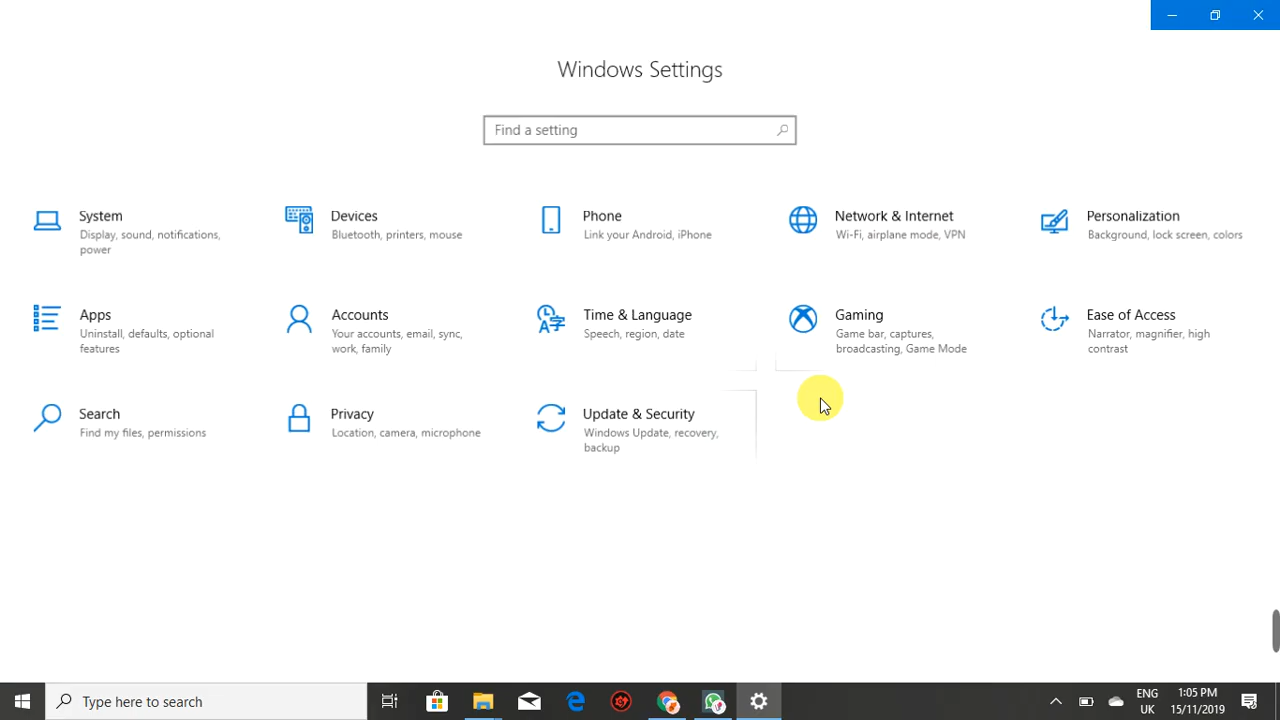 Windows Settings
Find a setting
System
Display, sound, notifications,
power
Devices
Bluetooth, printers, mouse
Phone
Link your Android, iPhone
Network & Internet
Wi-Fi, airplane mode, VPN
Personalization
Background, lock screen, colors
Apps
Uninstall, defaults, optional
features
Accounts
Your accounts, email, sync,
work, family
Time & Language
Speech, region, date
Gaming
Game bar, captures,
broadcasting, Game Mode
Ease of Access
Narrator, magnifier, high
contrast
Search
Find my files, permissions
Privacy
Location, camera, microphone
Update & Security
Windows Update, recovery,
backup
Type here to search
ENG
UK
1:05 PM
15/11/2019